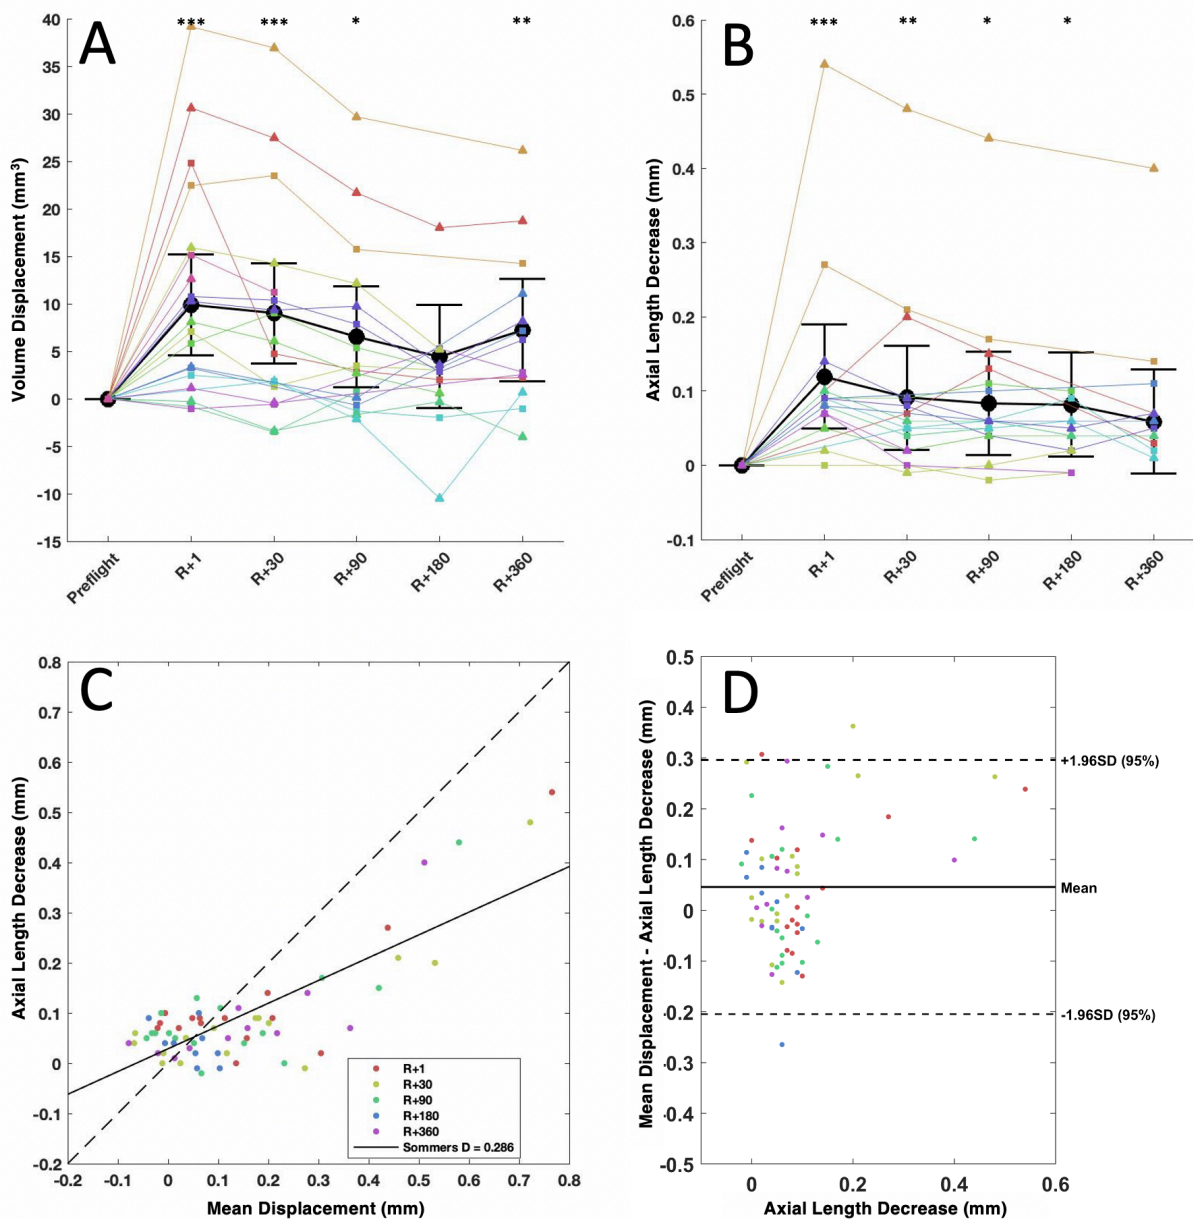 A
*** *** * **
Volume Displacement (mm³)
40
35
30
25
20
15
10
5
0
-5
-10
-15
Preflight R+1 R+30 R+90 R+180 R+360
B
*** ** * *
Axial Length Decrease (mm)
0.6
0.5
0.4
0.3
0.2
0.1
0
-0.1
Preflight R+1 R+30 R+90 R+180 R+360
C
Axial Length Decrease (mm)
0.8
0.7
0.6
0.5
0.4
0.3
0.2
0.1
0
-0.1
-0.2
R+1
R+30
R+90
R+180
R+360
Sommers D = 0.286
-0.2 -0.1 0 0.1 0.2 0.3 0.4 0.5 0.6 0.7 0.8
Mean Displacement (mm)
D
Mean Displacement - Axial Length Decrease (mm)
0.5
0.4
0.3
0.2
0.1
0
-0.1
-0.2
-0.3
-0.4
-0.5
+1.96SD (95%)
Mean
-1.96SD (95%)
0 0.2 0.4 0.6
Axial Length Decrease (mm)